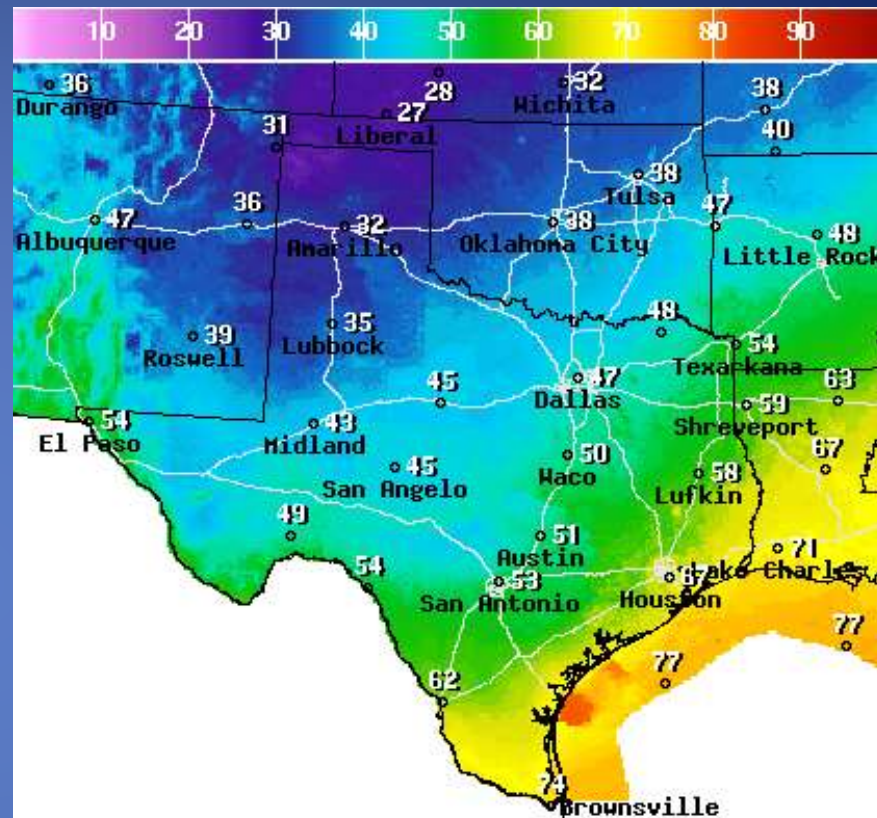 10 20 30 40 50 60 70 80 90
36
Durango
28
32
Wichita
27
Liberal
38
31
40
38
Tulsa
47
Albuquerque
36
32
Amarillo
38
Oklahoma City
47
48
Little Rock
39
Roswell
35
Lubbock
48
54
Texarkana
47
Dallas
45
63
59
Shreveport
54
El Paso
43
Midland
45
San Angelo
50
Waco
58
Lufkin
67
49
51
Austin
71
Lake Charles
54
53
San Antonio
67
Houston
77
77
62
74
Brownsville